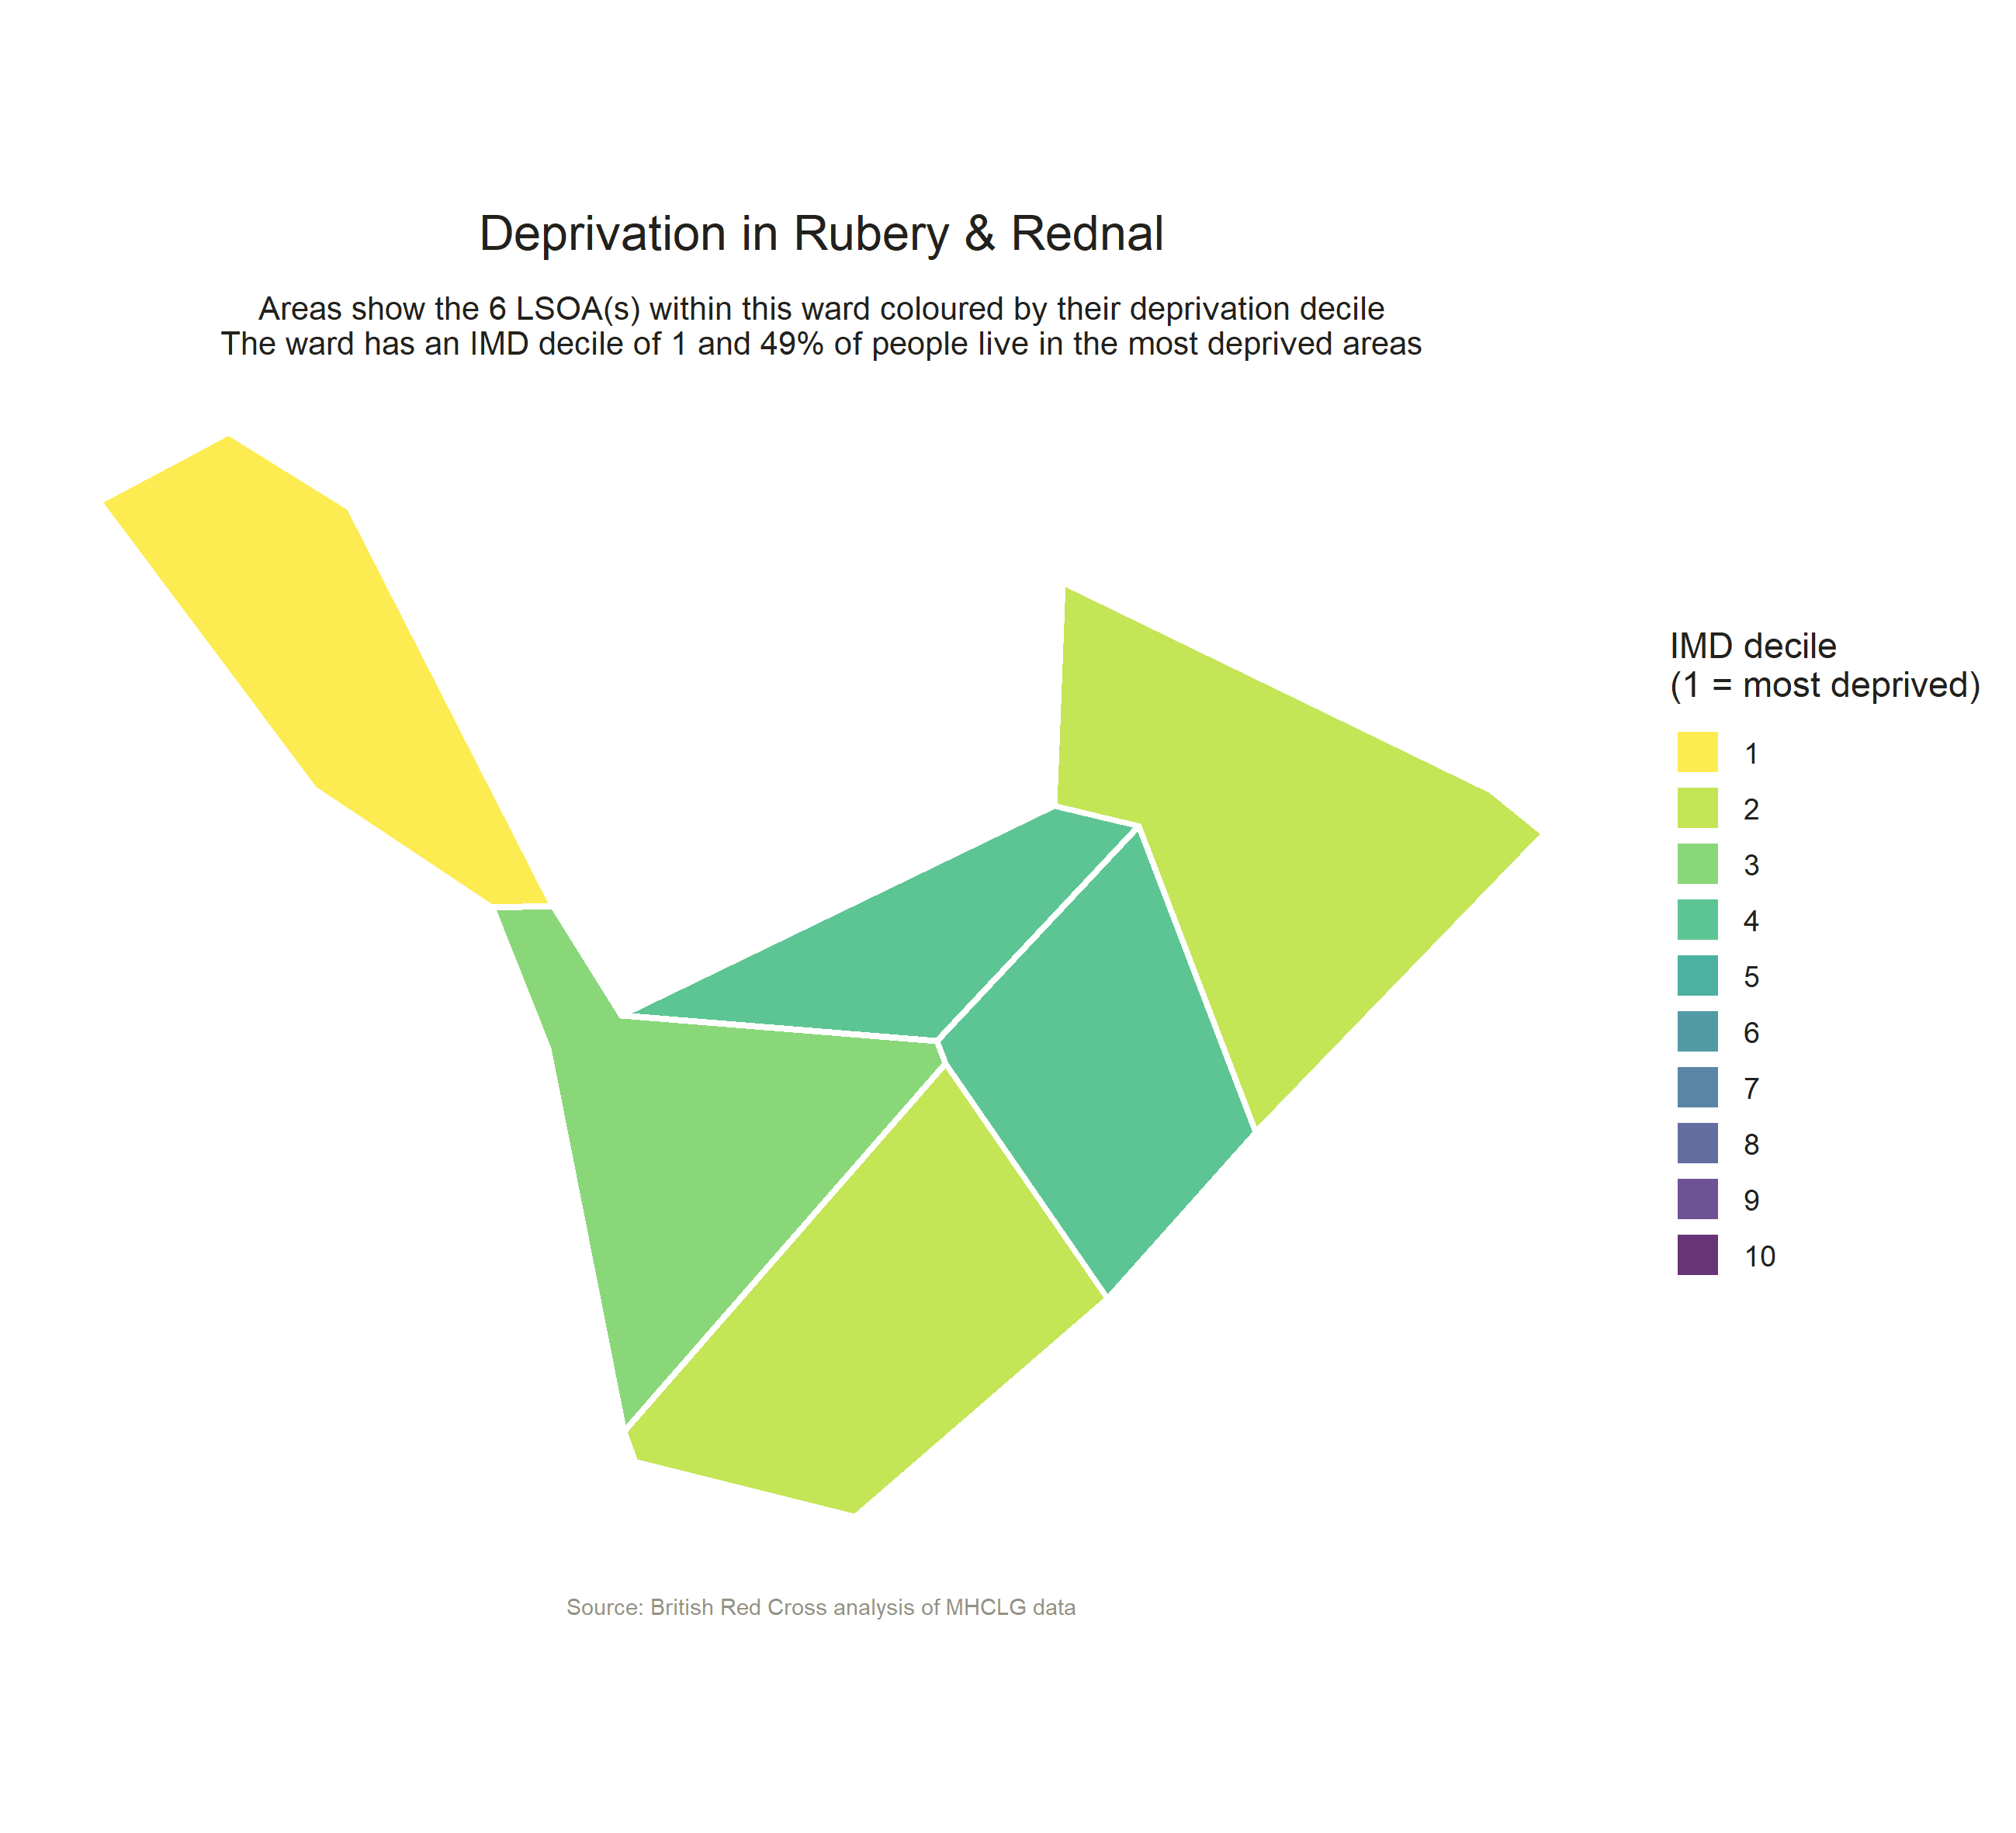 Deprivation in Rubery & Rednal
Areas show the 6 LSOA(s) within this ward coloured by their deprivation decile
The ward has an IMD decile of 1 and 49% of people live in the most deprived areas
IMD decile
(1 = most deprived)
1
2
3
4
5
6
7
8
9
10
Source: British Red Cross analysis of MHCLG data